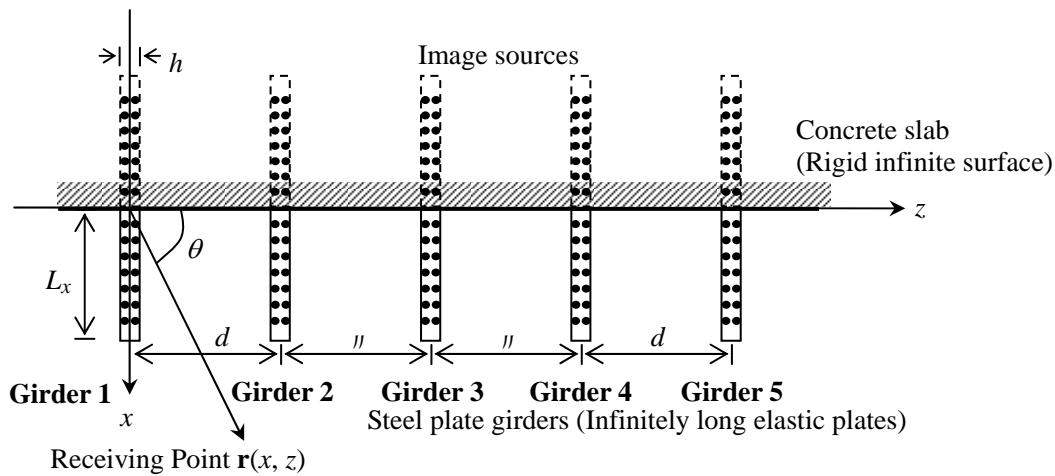 h
Image sources
Concrete slab
(Rigid infinite surface)
z
θ
Lx
d
〃
〃
d
Girder 1
Girder 2
Girder 3
Girder 4
Girder 5
x
Steel plate girders (Infinitely long elastic plates)
Receiving Point r(x, z)